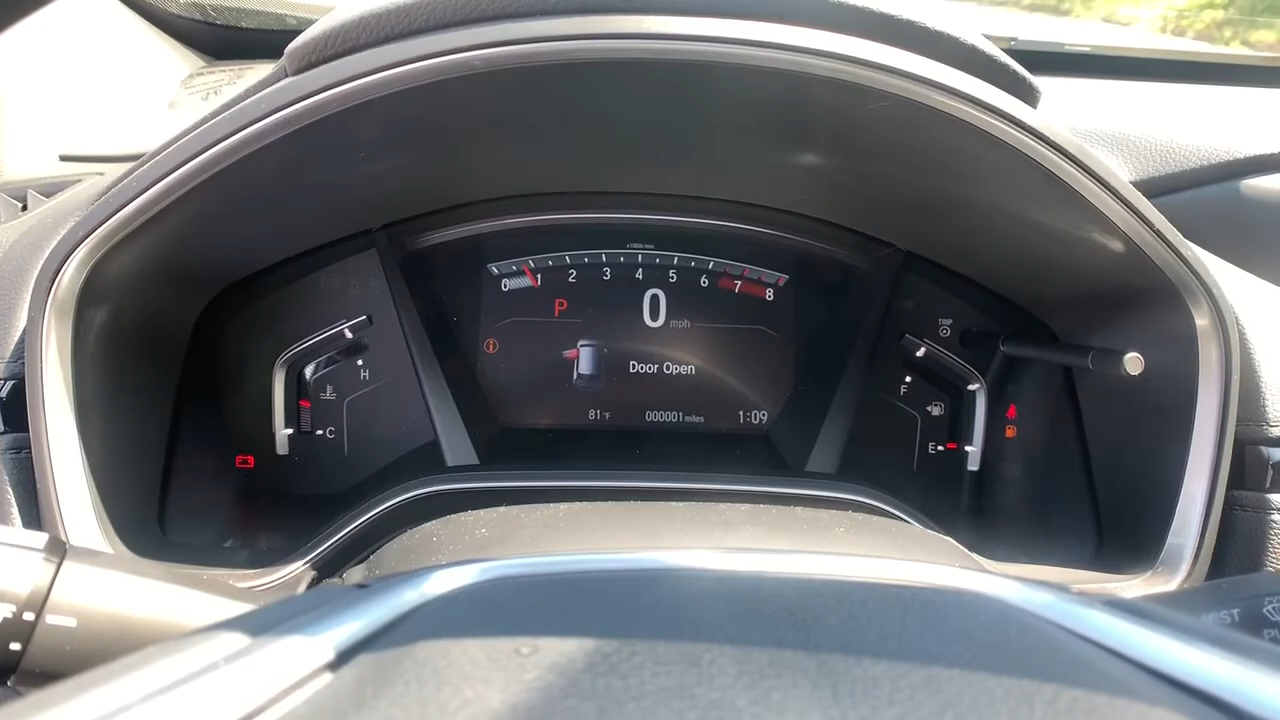 x1000r/min
0 1 2 3 4 5 6 7 8
P
0 mph
TRIP
H
Door Open
F
C
81°F
000001 miles
1:09
E